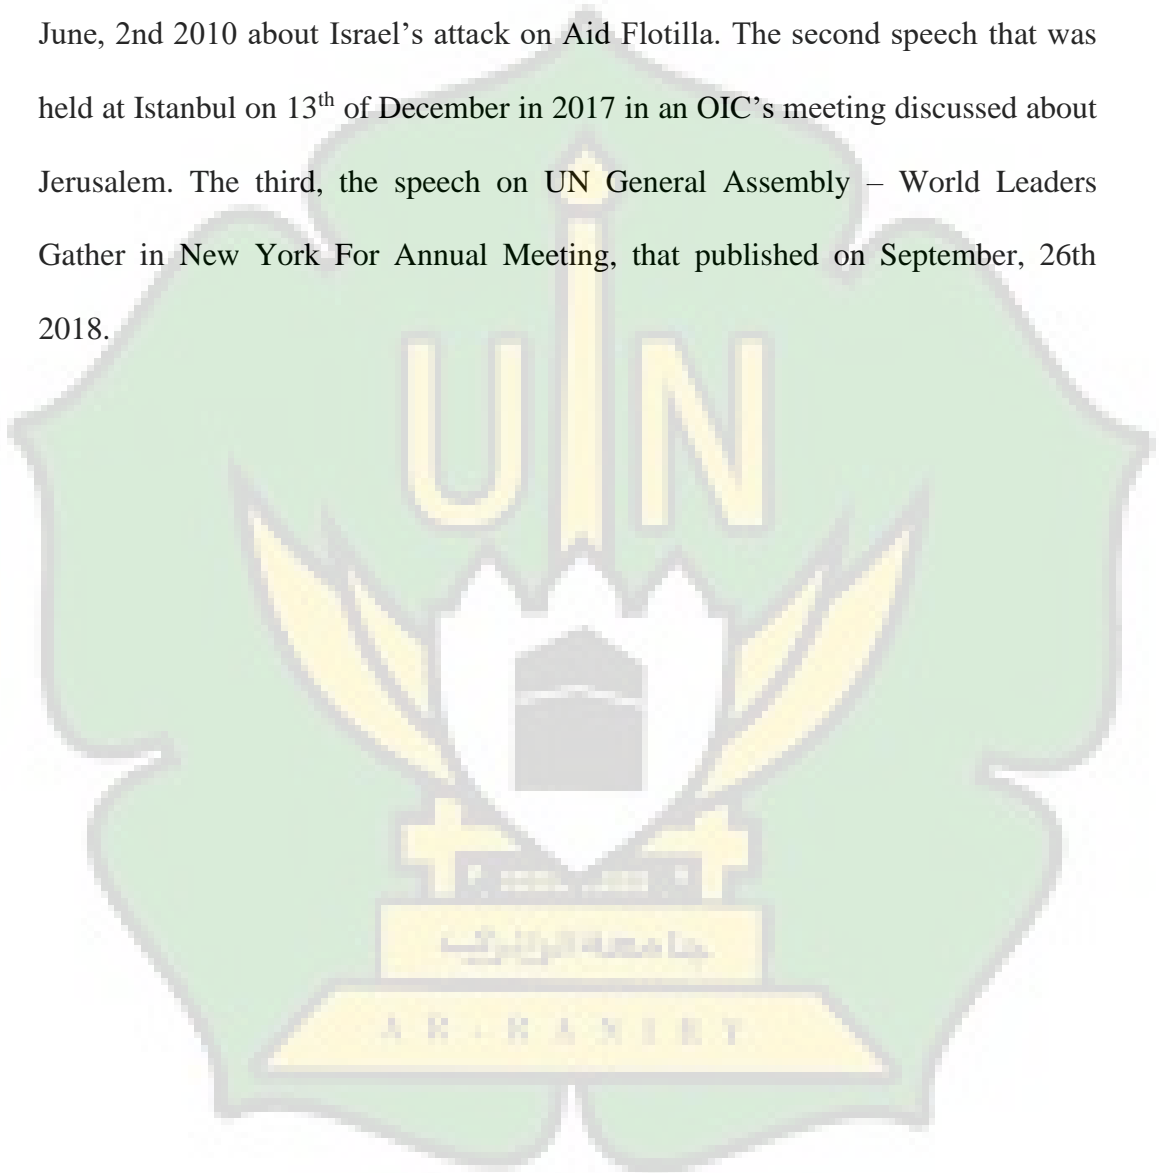 June, 2nd 2010 about Israel’s attack on Aid Flotilla. The second speech that was
held at Istanbul on 13th of December in 2017 in an OIC’s meeting discussed about
Jerusalem. The third, the speech on UN General Assembly – World Leaders
Gather in New York For Annual Meeting, that published on September, 26th
2018.
UIN
جامعة الرانيري
AR-RANIRY